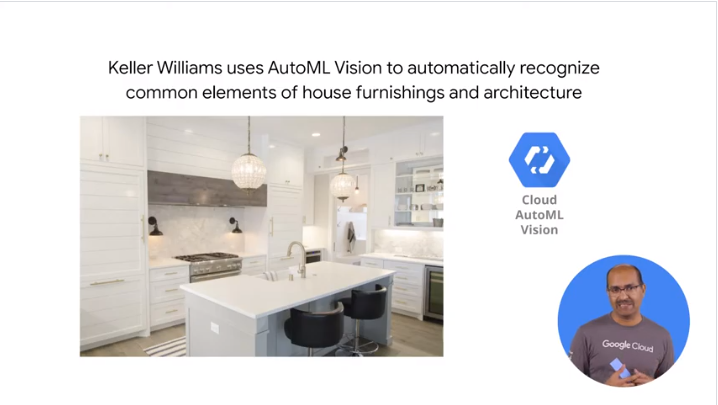 Keller Williams uses AutoML Vision to automatically recognize
common elements of house furnishings and architecture
Cloud
AutoML
Vision
Google Cloud